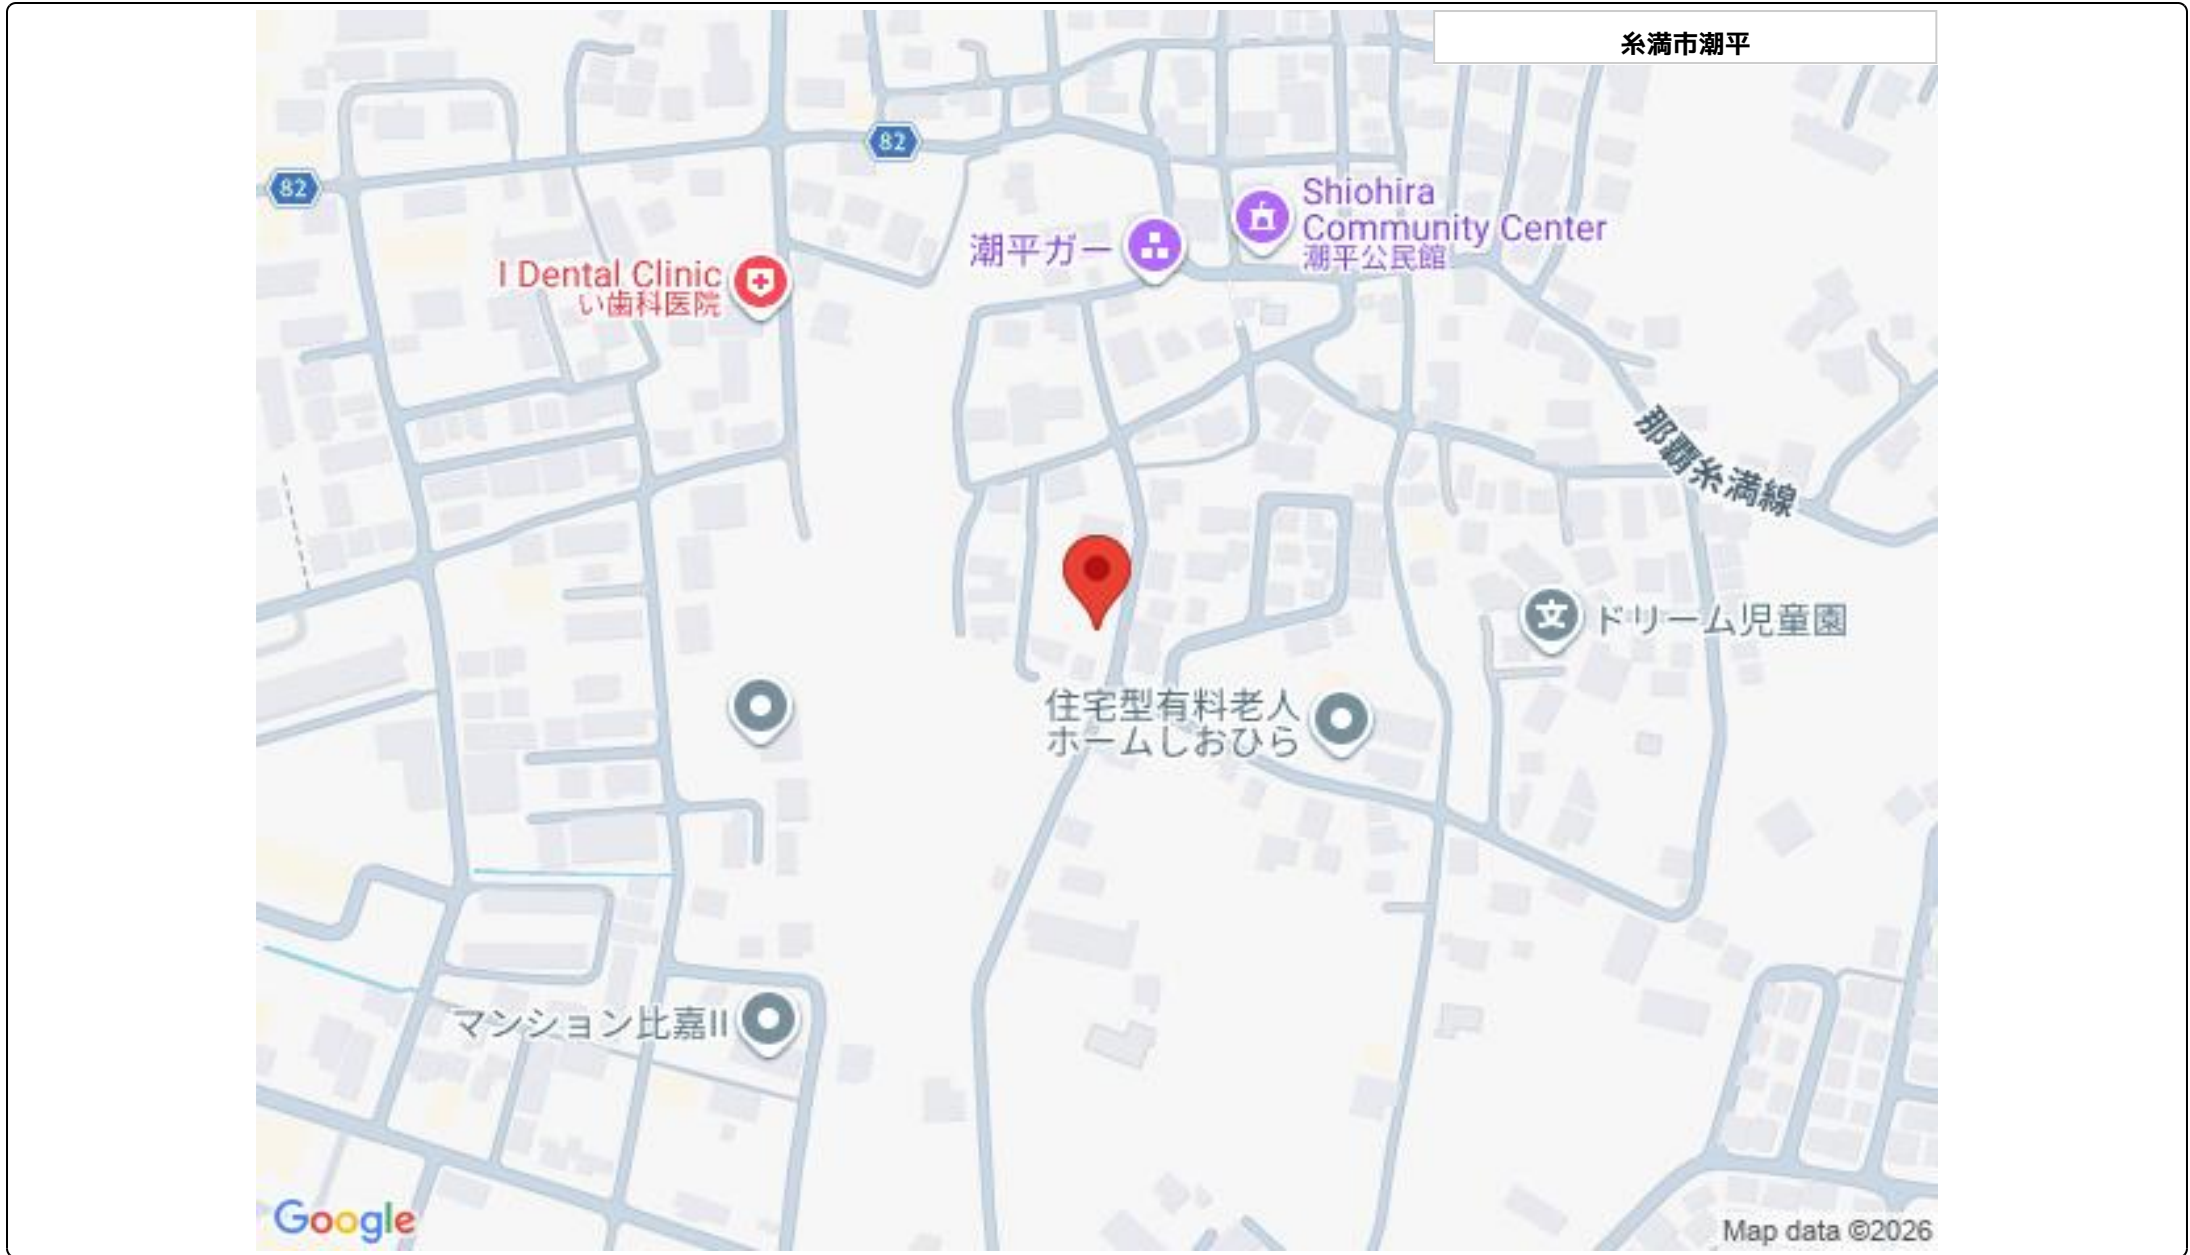 糸満市潮平
82
82
Shiohira
Community Center
潮平公民館
潮平ガー
I Dental Clinic
い歯科医院
那覇糸満線
ドリーム児童園
住宅型有料老人
ホームしおひら
マンション比嘉II
Google
Map data ©2026